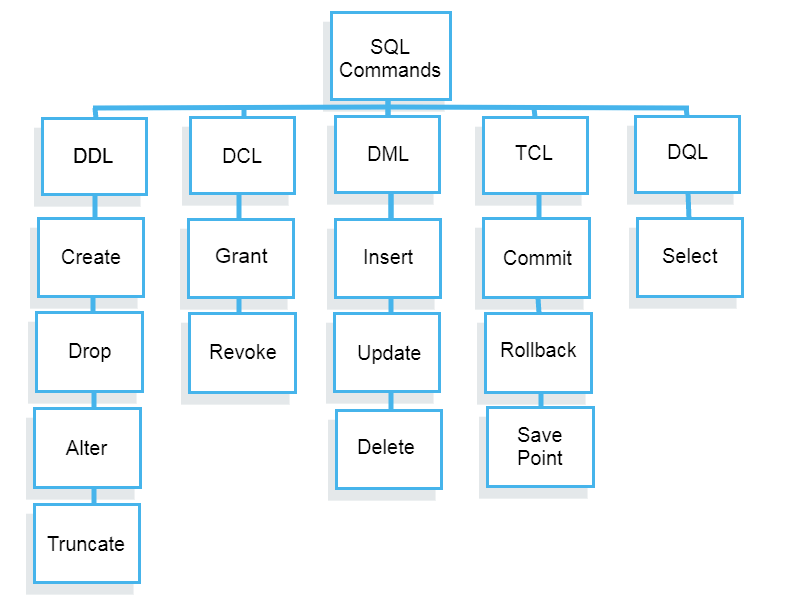 SQL
Commands
DDL
DCL
DML
TCL
DQL
Create
Grant
Insert
Commit
Select
Drop
Revoke
Update
Rollback
Alter
Delete
Save
Point
Truncate